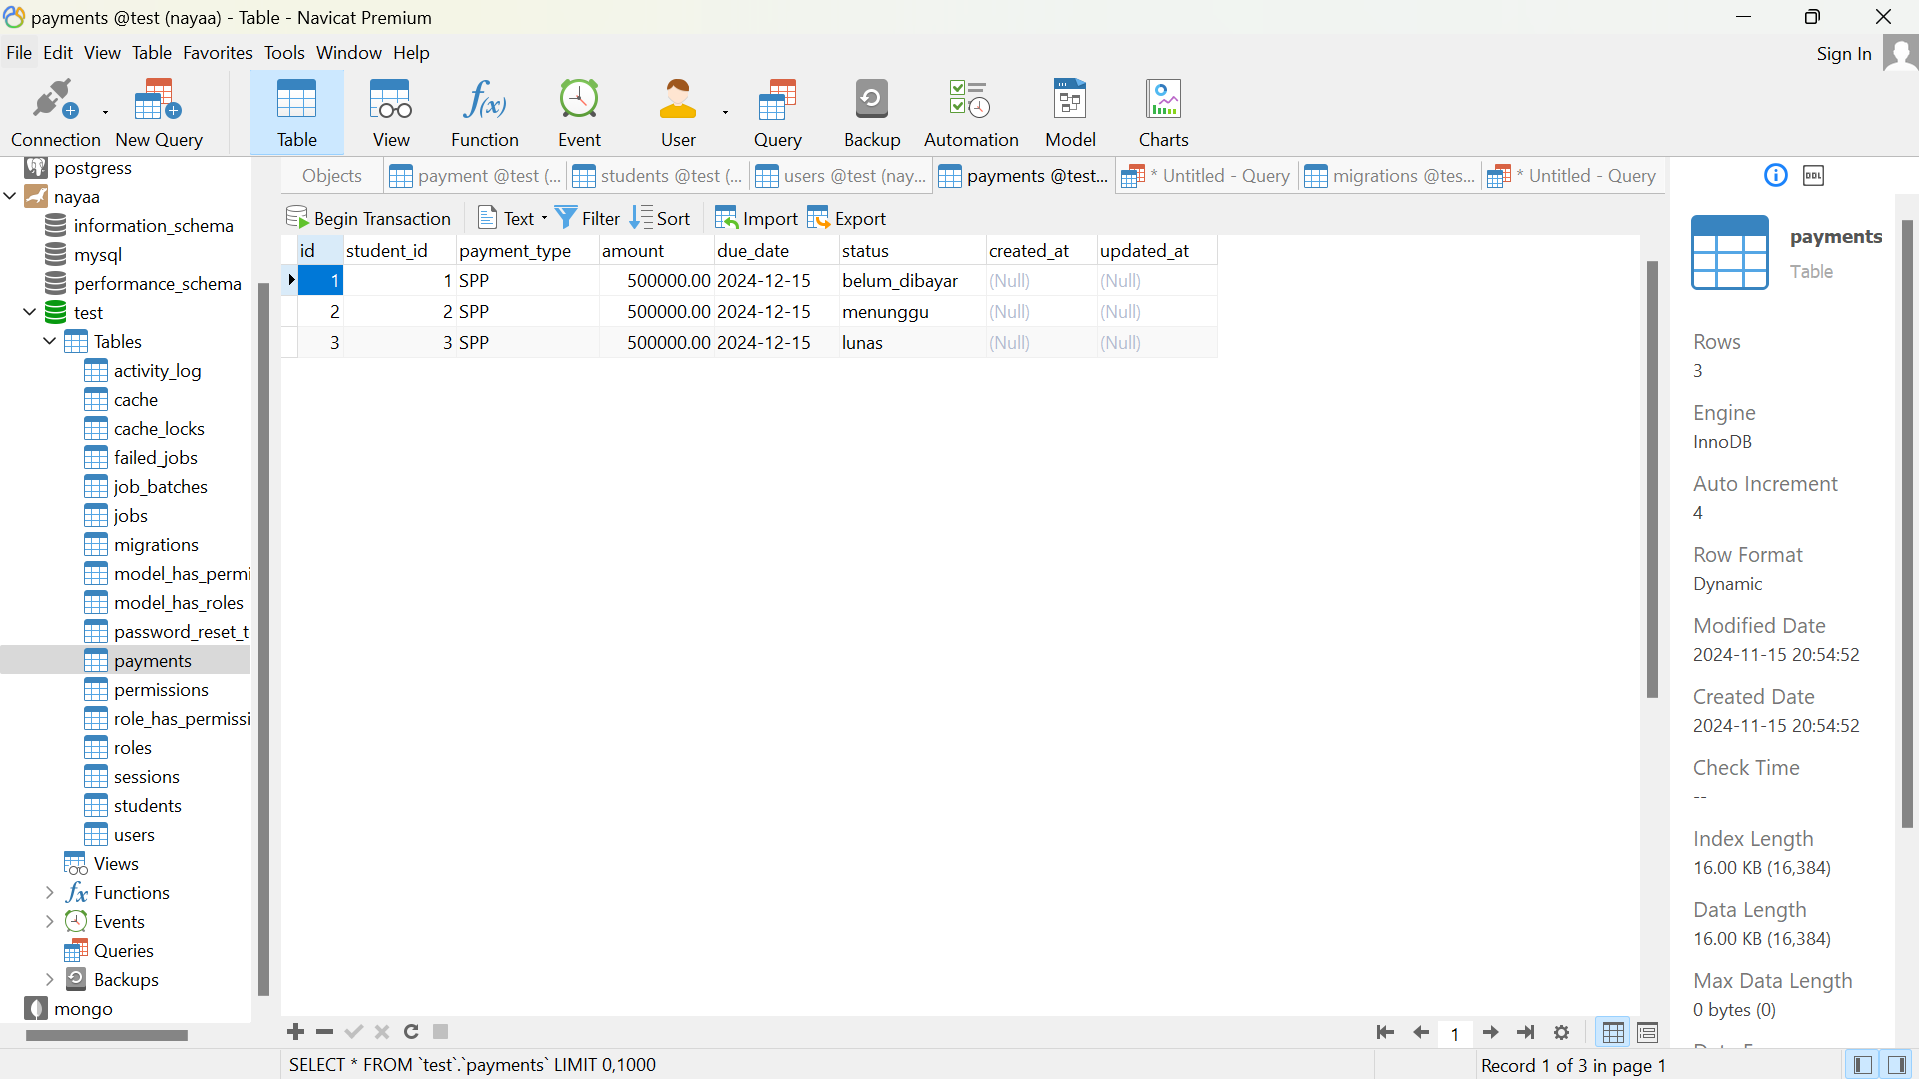 payments @test (nayaa) - Table - Navicat Premium
File Edit View Table Favorites Tools Window Help
Sign In
Connection New Query Table View Function Event User Query Backup Automation Model Charts
Objects payment @test (... students @test (... users @test (nay... payments @test... * Untitled - Query migrations @tes... * Untitled - Query
Begin Transaction Text Filter Sort Import Export
postgress
nayaa
information_schema
mysql
performance_schema
test
Tables
activity_log
cache
cache_locks
failed_jobs
job_batches
jobs
migrations
model_has_permi
model_has_roles
password_reset_t
payments
permissions
role_has_permissi
roles
sessions
students
users
Views
Functions
Events
Queries
Backups
mongo
id student_id payment_type amount due_date status created_at updated_at
1 1 SPP 500000.00 2024-12-15 belum_dibayar (Null) (Null)
2 2 SPP 500000.00 2024-12-15 menunggu (Null) (Null)
3 3 SPP 500000.00 2024-12-15 lunas (Null) (Null)
DDL
payments
Table
Rows
3
Engine
InnoDB
Auto Increment
4
Row Format
Dynamic
Modified Date
2024-11-15 20:54:52
Created Date
2024-11-15 20:54:52
Check Time
--
Index Length
16.00 KB (16,384)
Data Length
16.00 KB (16,384)
Max Data Length
0 bytes (0)
1
SELECT * FROM `test`.`payments` LIMIT 0,1000
Record 1 of 3 in page 1